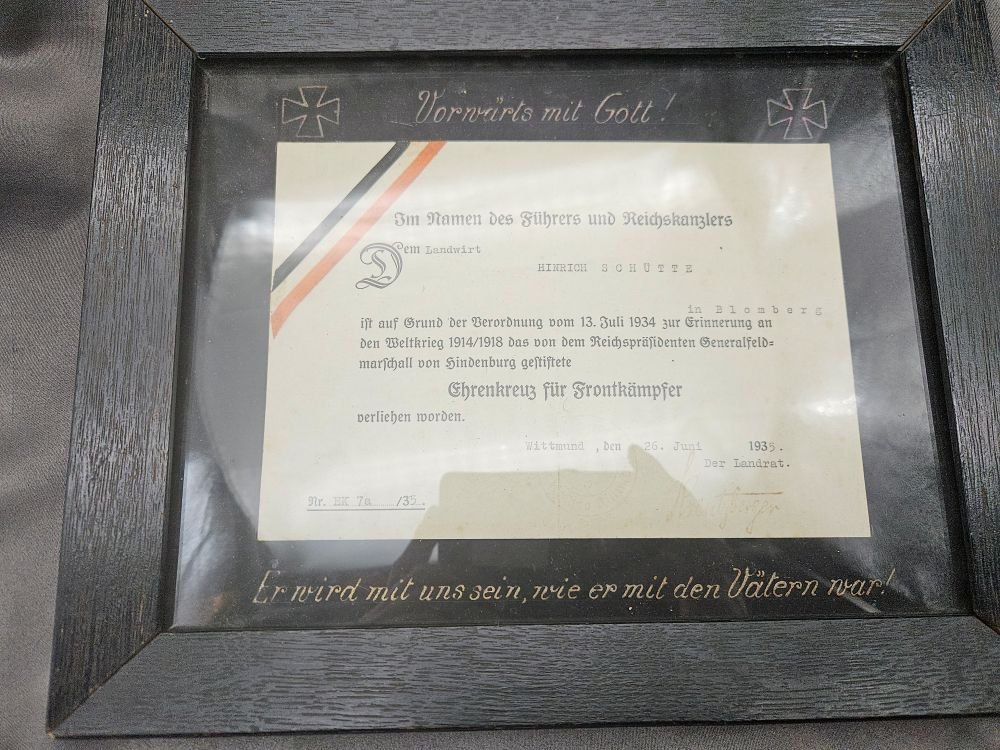 Vorwärts mit Gott!
Im Namen des Führers und Reichskanzlers
Dem Landwirt
HINRICH SCHÜTTE
in Blomberg
ist auf Grund der Verordnung vom 13. Juli 1934 zur Erinnerung an
den Weltkrieg 1914/1918 das von dem Reichspräsidenten Generalfeld=
marschall von Hindenburg gestiftete
Ehrenkreuz für Frontkämpfer
verliehen worden.
Wittmund, den 26. Juni 1935.
Der Landrat.
Nr. EK 7a /35.
Er wird mit uns sein, wie er mit den Vätern war!